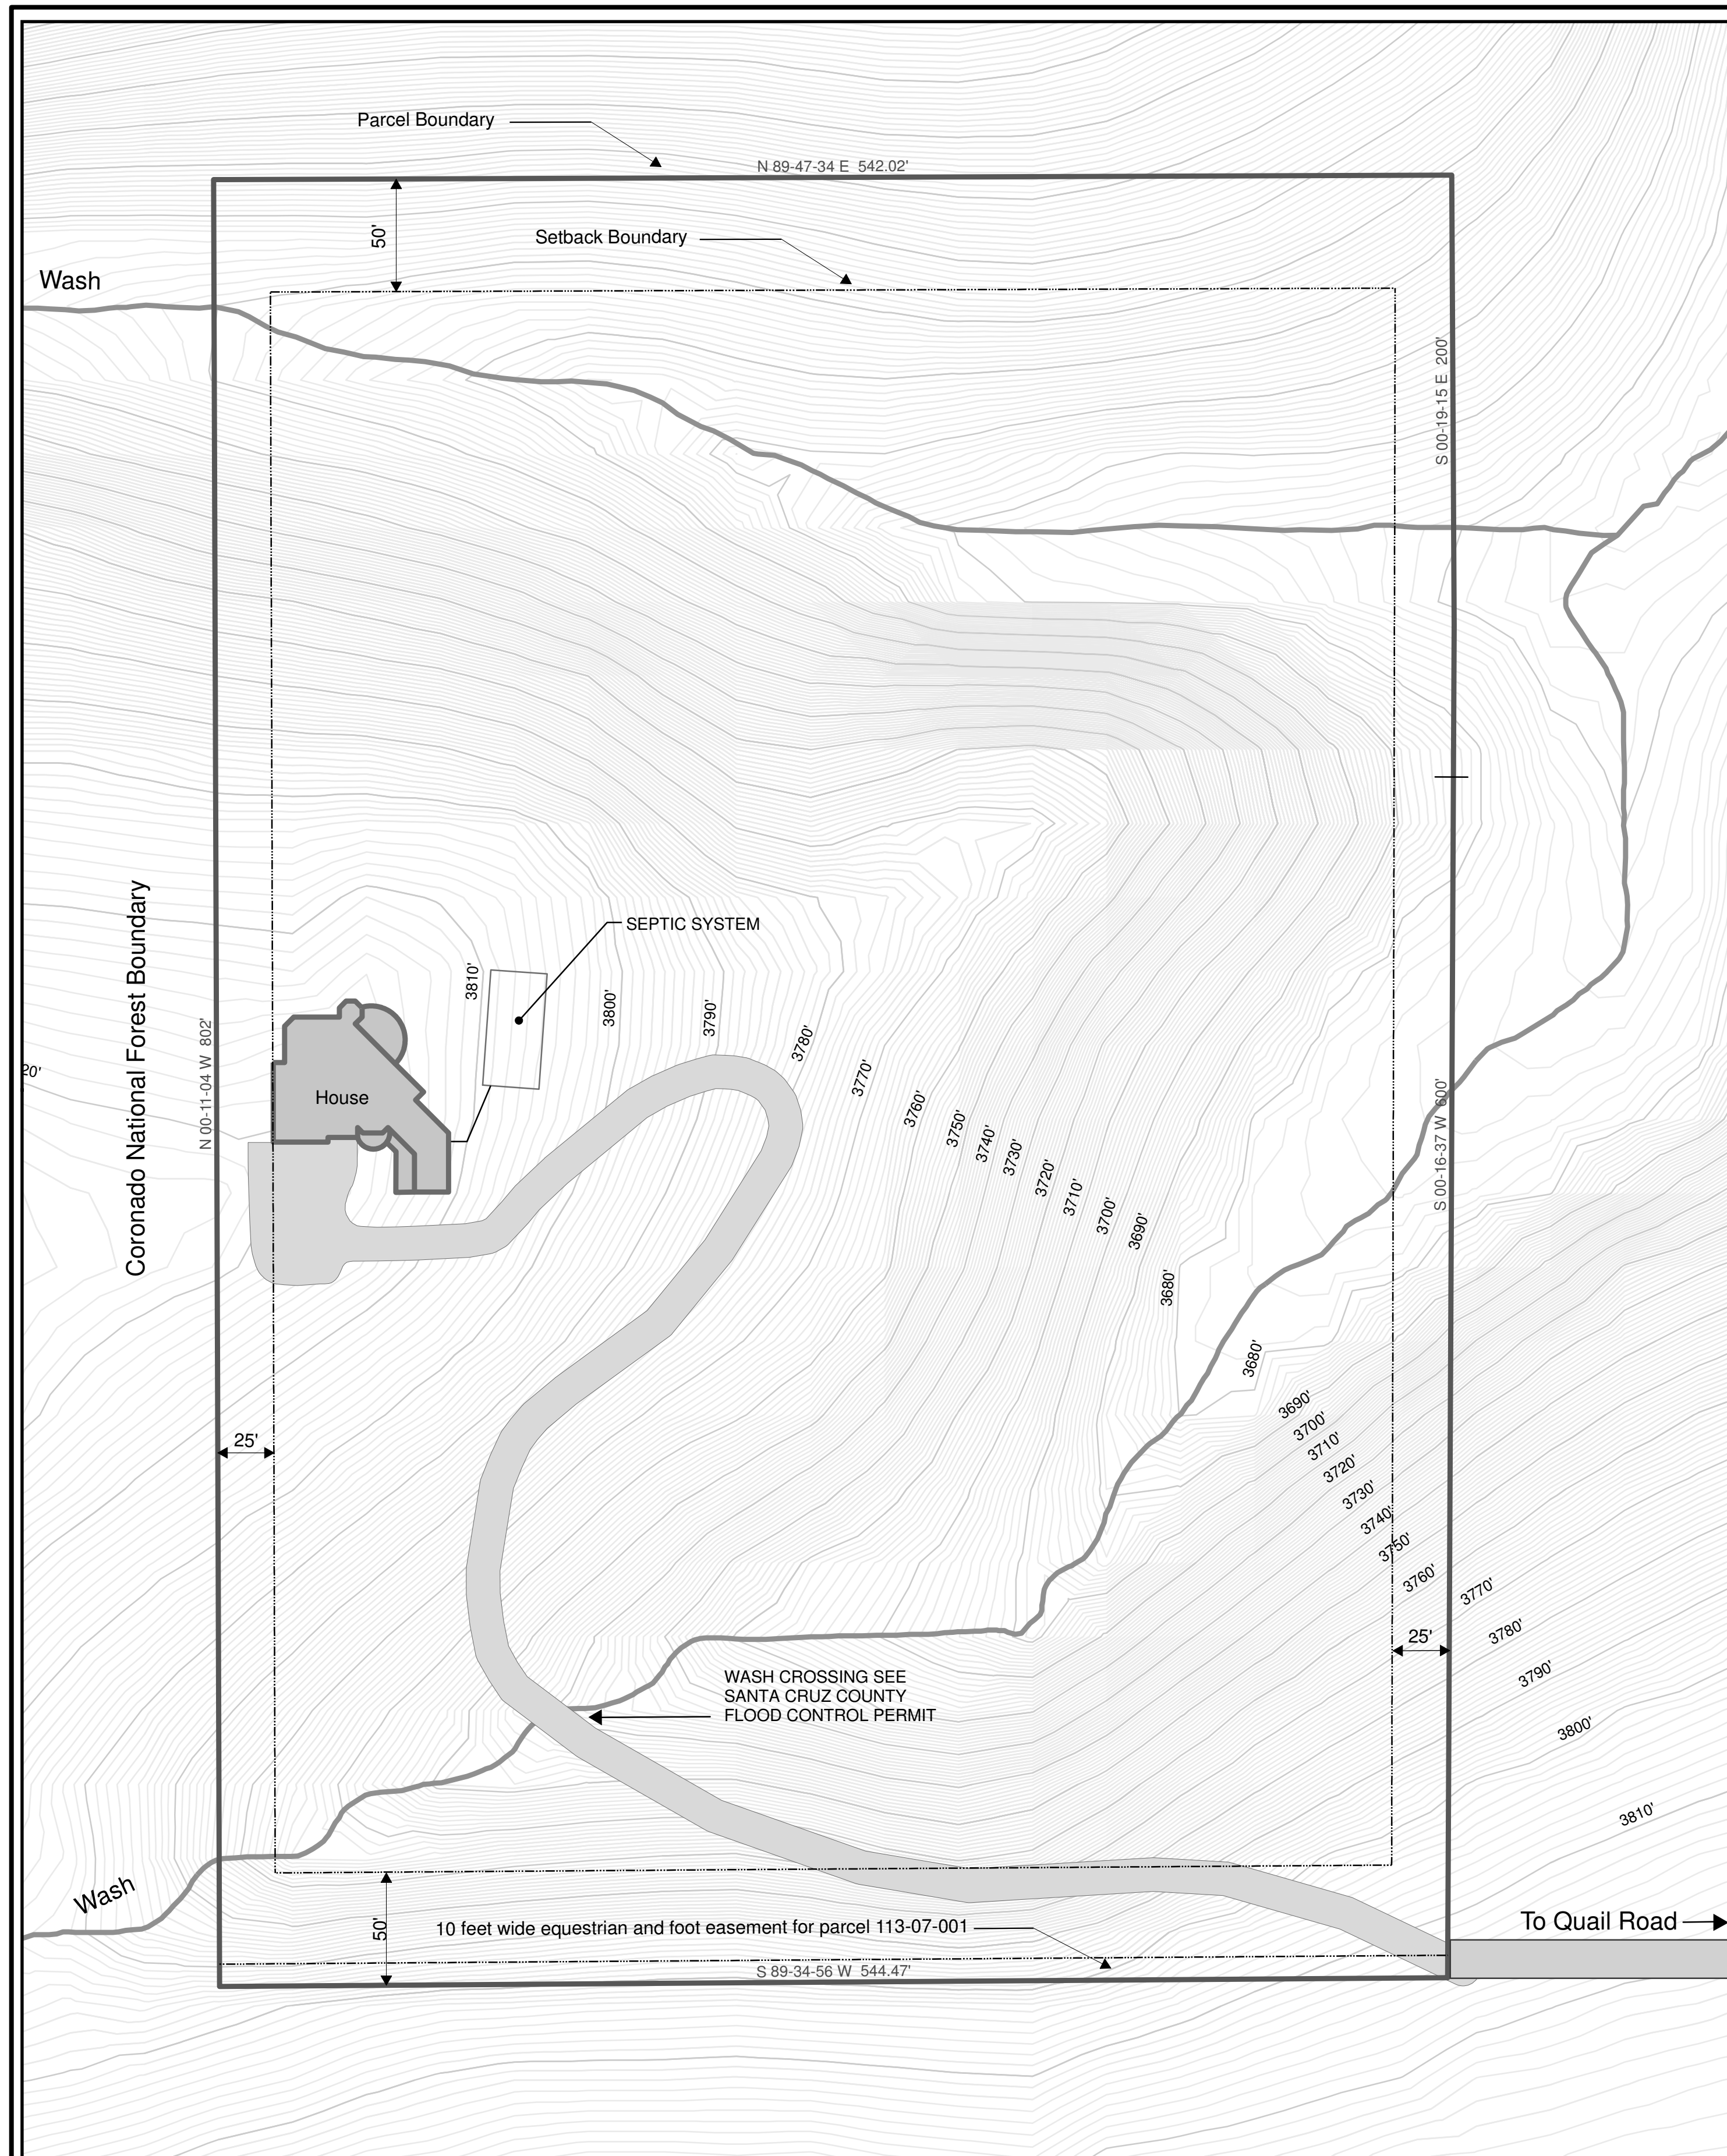 Parcel Boundary
N 89-47-34 E  542.02'
50'
Setback Boundary
Wash
S 00-19-15 E  200'
Coronado National Forest Boundary
SEPTIC SYSTEM
3810'
3800'
3790'
3780'
3770'
3760'
3750'
3740'
3730'
3720'
3710'
3700'
3690'
3680'
20'
House
N 00-11-04 W  802'
S 00-16-37 W  600'
3680'
3690'
3700'
3710'
3720'
3730'
3740'
3750'
3760'
3770'
3780'
3790'
3800'
3810'
25'
25'
WASH CROSSING SEE
SANTA CRUZ COUNTY
FLOOD CONTROL PERMIT
Wash
50'
10 feet wide equestrian and foot easement for parcel 113-07-001
To Quail Road
S 89-34-56 W  544.47'